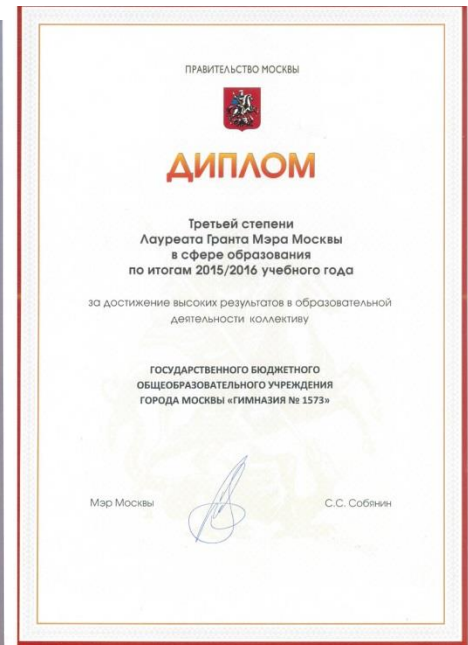 ПРАВИТЕЛЬСТВО МОСКВЫ
ДИПЛОМ
Третьей степени
Лауреата Гранта Мэра Москвы
в сфере образования
по итогам 2015/2016 учебного года
за достижение высоких результатов в образовательной
деятельности коллективу
ГОСУДАРСТВЕННОГО БЮДЖЕТНОГО
ОБЩЕОБРАЗОВАТЕЛЬНОГО УЧРЕЖДЕНИЯ
ГОРОДА МОСКВЫ «ГИМНАЗИЯ № 1573»
Мэр Москвы С.С. Собянин